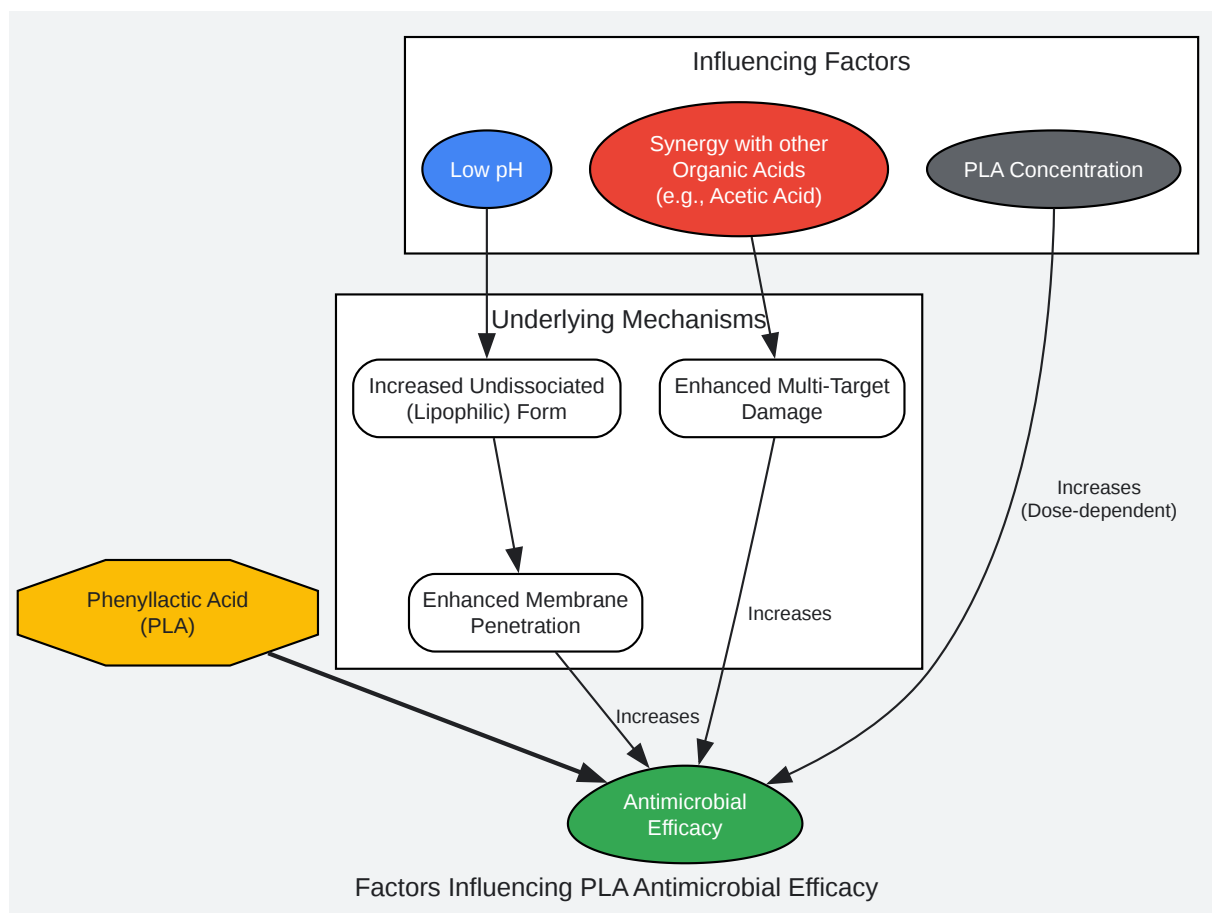 Influencing Factors
Low pH
Synergy with other
Organic Acids
(e.g., Acetic Acid)
PLA Concentration
Underlying Mechanisms
Increased Undissociated
(Lipophilic) Form
Enhanced Multi-Target
Damage
Increases
(Dose-dependent)
Phenyllactic Acid
(PLA)
Enhanced Membrane
Penetration
Increases
Increases
Antimicrobial
Efficacy
Factors Influencing PLA Antimicrobial Efficacy